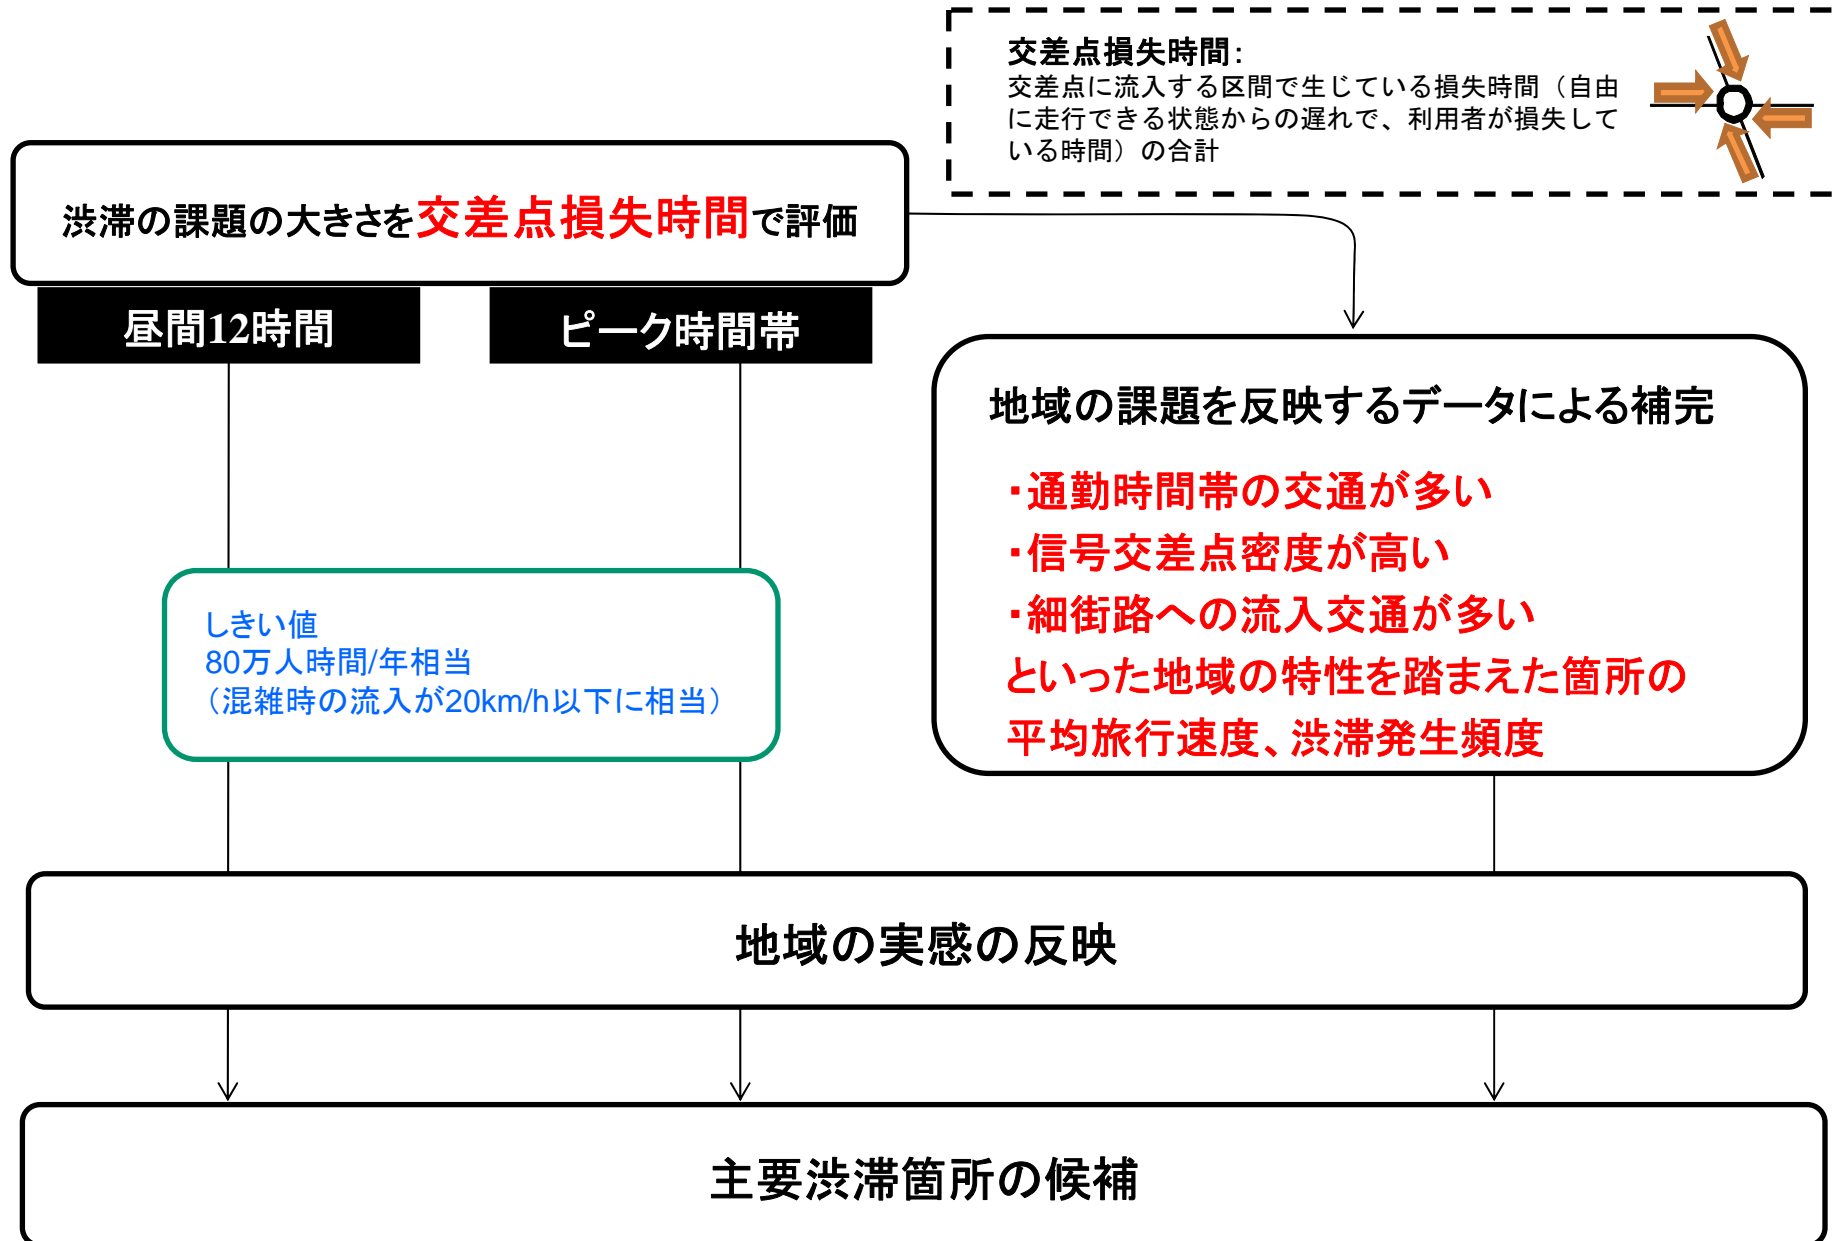 交差点損失時間:
交差点に流入する区間で生じている損失時間（自由
に走行できる状態からの遅れで、利用者が損失して
いる時間）の合計
渋滞の課題の大きさを交差点損失時間で評価
昼間12時間
ピーク時間帯
地域の課題を反映するデータによる補完
・通勤時間帯の交通が多い
・信号交差点密度が高い
・細街路への流入交通が多い
といった地域の特性を踏まえた箇所の
平均旅行速度、渋滞発生頻度
しきい値
80万人時間/年相当
（混雑時の流入が20km/h以下に相当）
地域の実感の反映
主要渋滞箇所の候補